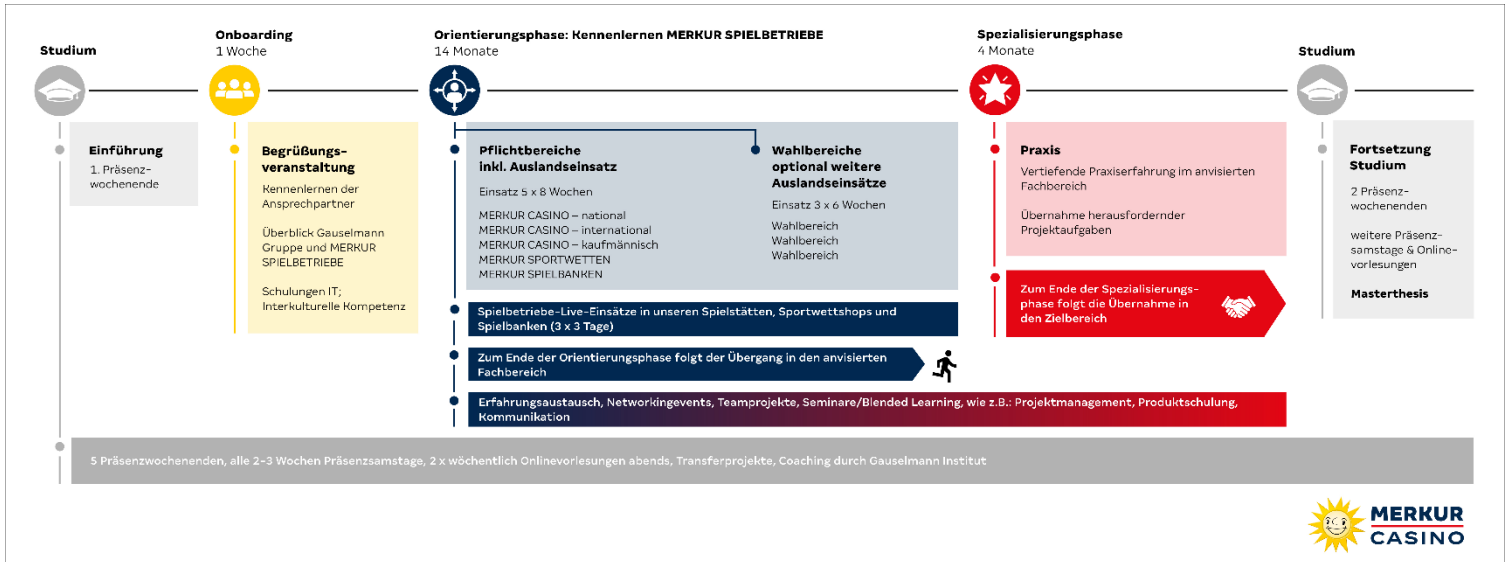 Studium
Einführung
1. Präsenz-
wochenende
Onboarding
1 Woche
Begrüßungs-
veranstaltung
Kennenlernen der
Ansprechpartner
Überblick Gauselmann
Gruppe und MERKUR
SPIELBETRIEBE
Schulungen IT;
Interkulturelle Kompetenz
Orientierungsphase: Kennenlernen MERKUR SPIELBETRIEBE
14 Monate
Pflichtbereiche
inkl. Auslandseinsatz
Einsatz 5 x 8 Wochen
MERKUR CASINO – national
MERKUR CASINO – international
MERKUR CASINO – kaufmännisch
MERKUR SPORTWETTEN
MERKUR SPIELBANKEN
Wahlbereiche
optional weitere
Auslandseinsätze
Einsatz 3 x 6 Wochen
Wahlbereich
Wahlbereich
Wahlbereich
Spielbetriebe-Live-Einsätze in unseren Spielstätten, Sportwettshops und
Spielbanken (3 x 3 Tage)
Zum Ende der Orientierungsphase folgt der Übergang in den anvisierten
Fachbereich
Erfahrungsaustausch, Networkingevents, Teamprojekte, Seminare/Blended Learning, wie z.B.: Projektmanagement, Produktschulung,
Kommunikation
Spezialisierungsphase
4 Monate
Praxis
Vertiefende Praxiserfahrung im anvisierten
Fachbereich
Übernahme herausfordernder
Projektaufgaben
Zum Ende der Spezialisierungs-
phase folgt die Übernahme in
den Zielbereich
Studium
Fortsetzung
Studium
2 Präsenz-
wochenenden
weitere Präsenz-
samstage & Online-
vorlesungen
Masterthesis
5 Präsenzwochenenden, alle 2–3 Wochen Präsenzsamstage, 2 x wöchentlich Onlinevorlesungen abends, Transferprojekte, Coaching durch Gauselmann Institut
MERKUR
CASINO